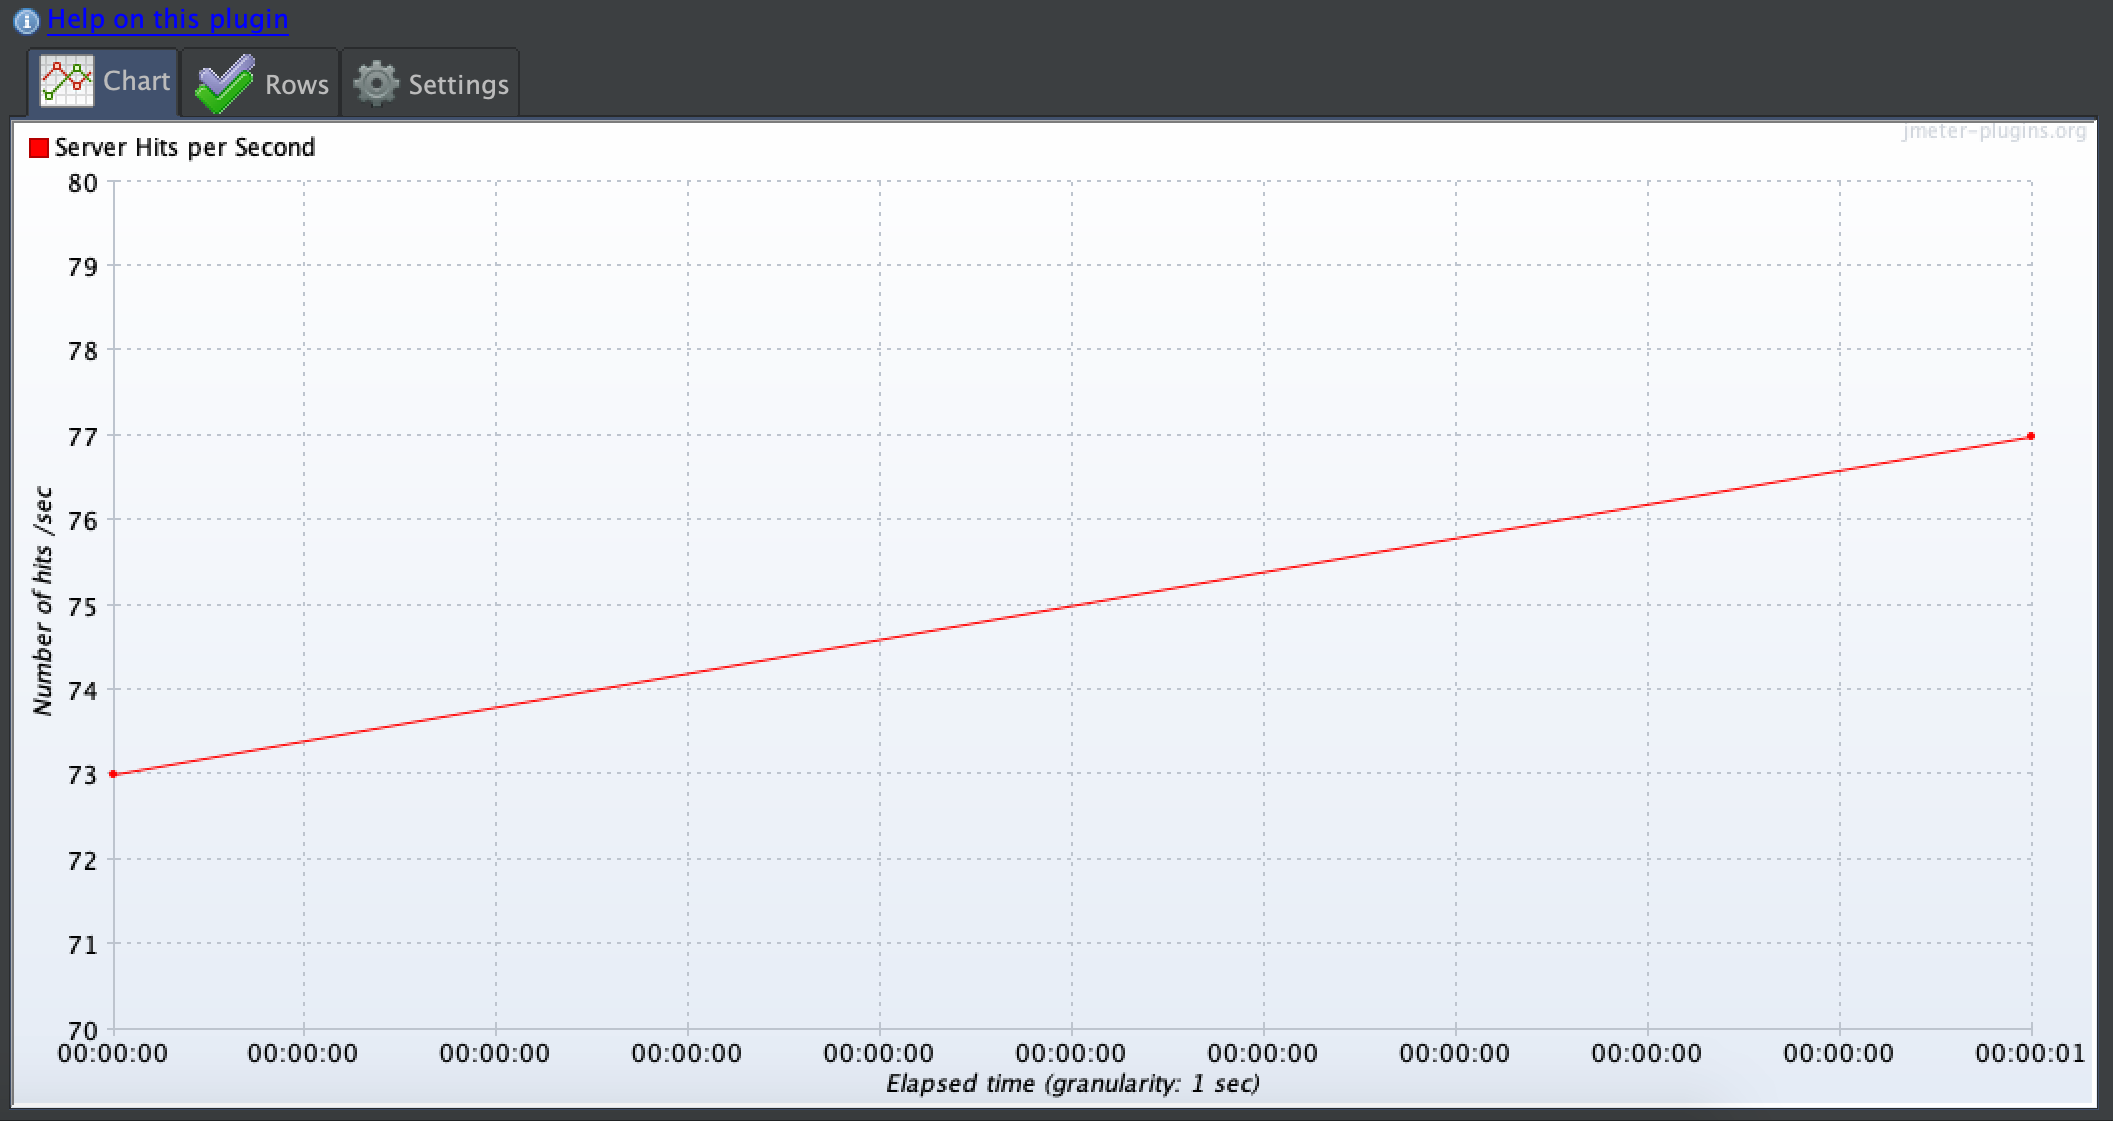 Help on this plugin
Chart Rows Settings
jmeter-plugins.org
Server Hits per Second
80
79
78
77
76
75
74
73
72
71
70
Number of hits /sec
00:00:00 00:00:00 00:00:00 00:00:00 00:00:00 00:00:00 00:00:00 00:00:00 00:00:00 00:00:00 00:00:01
Elapsed time (granularity: 1 sec)